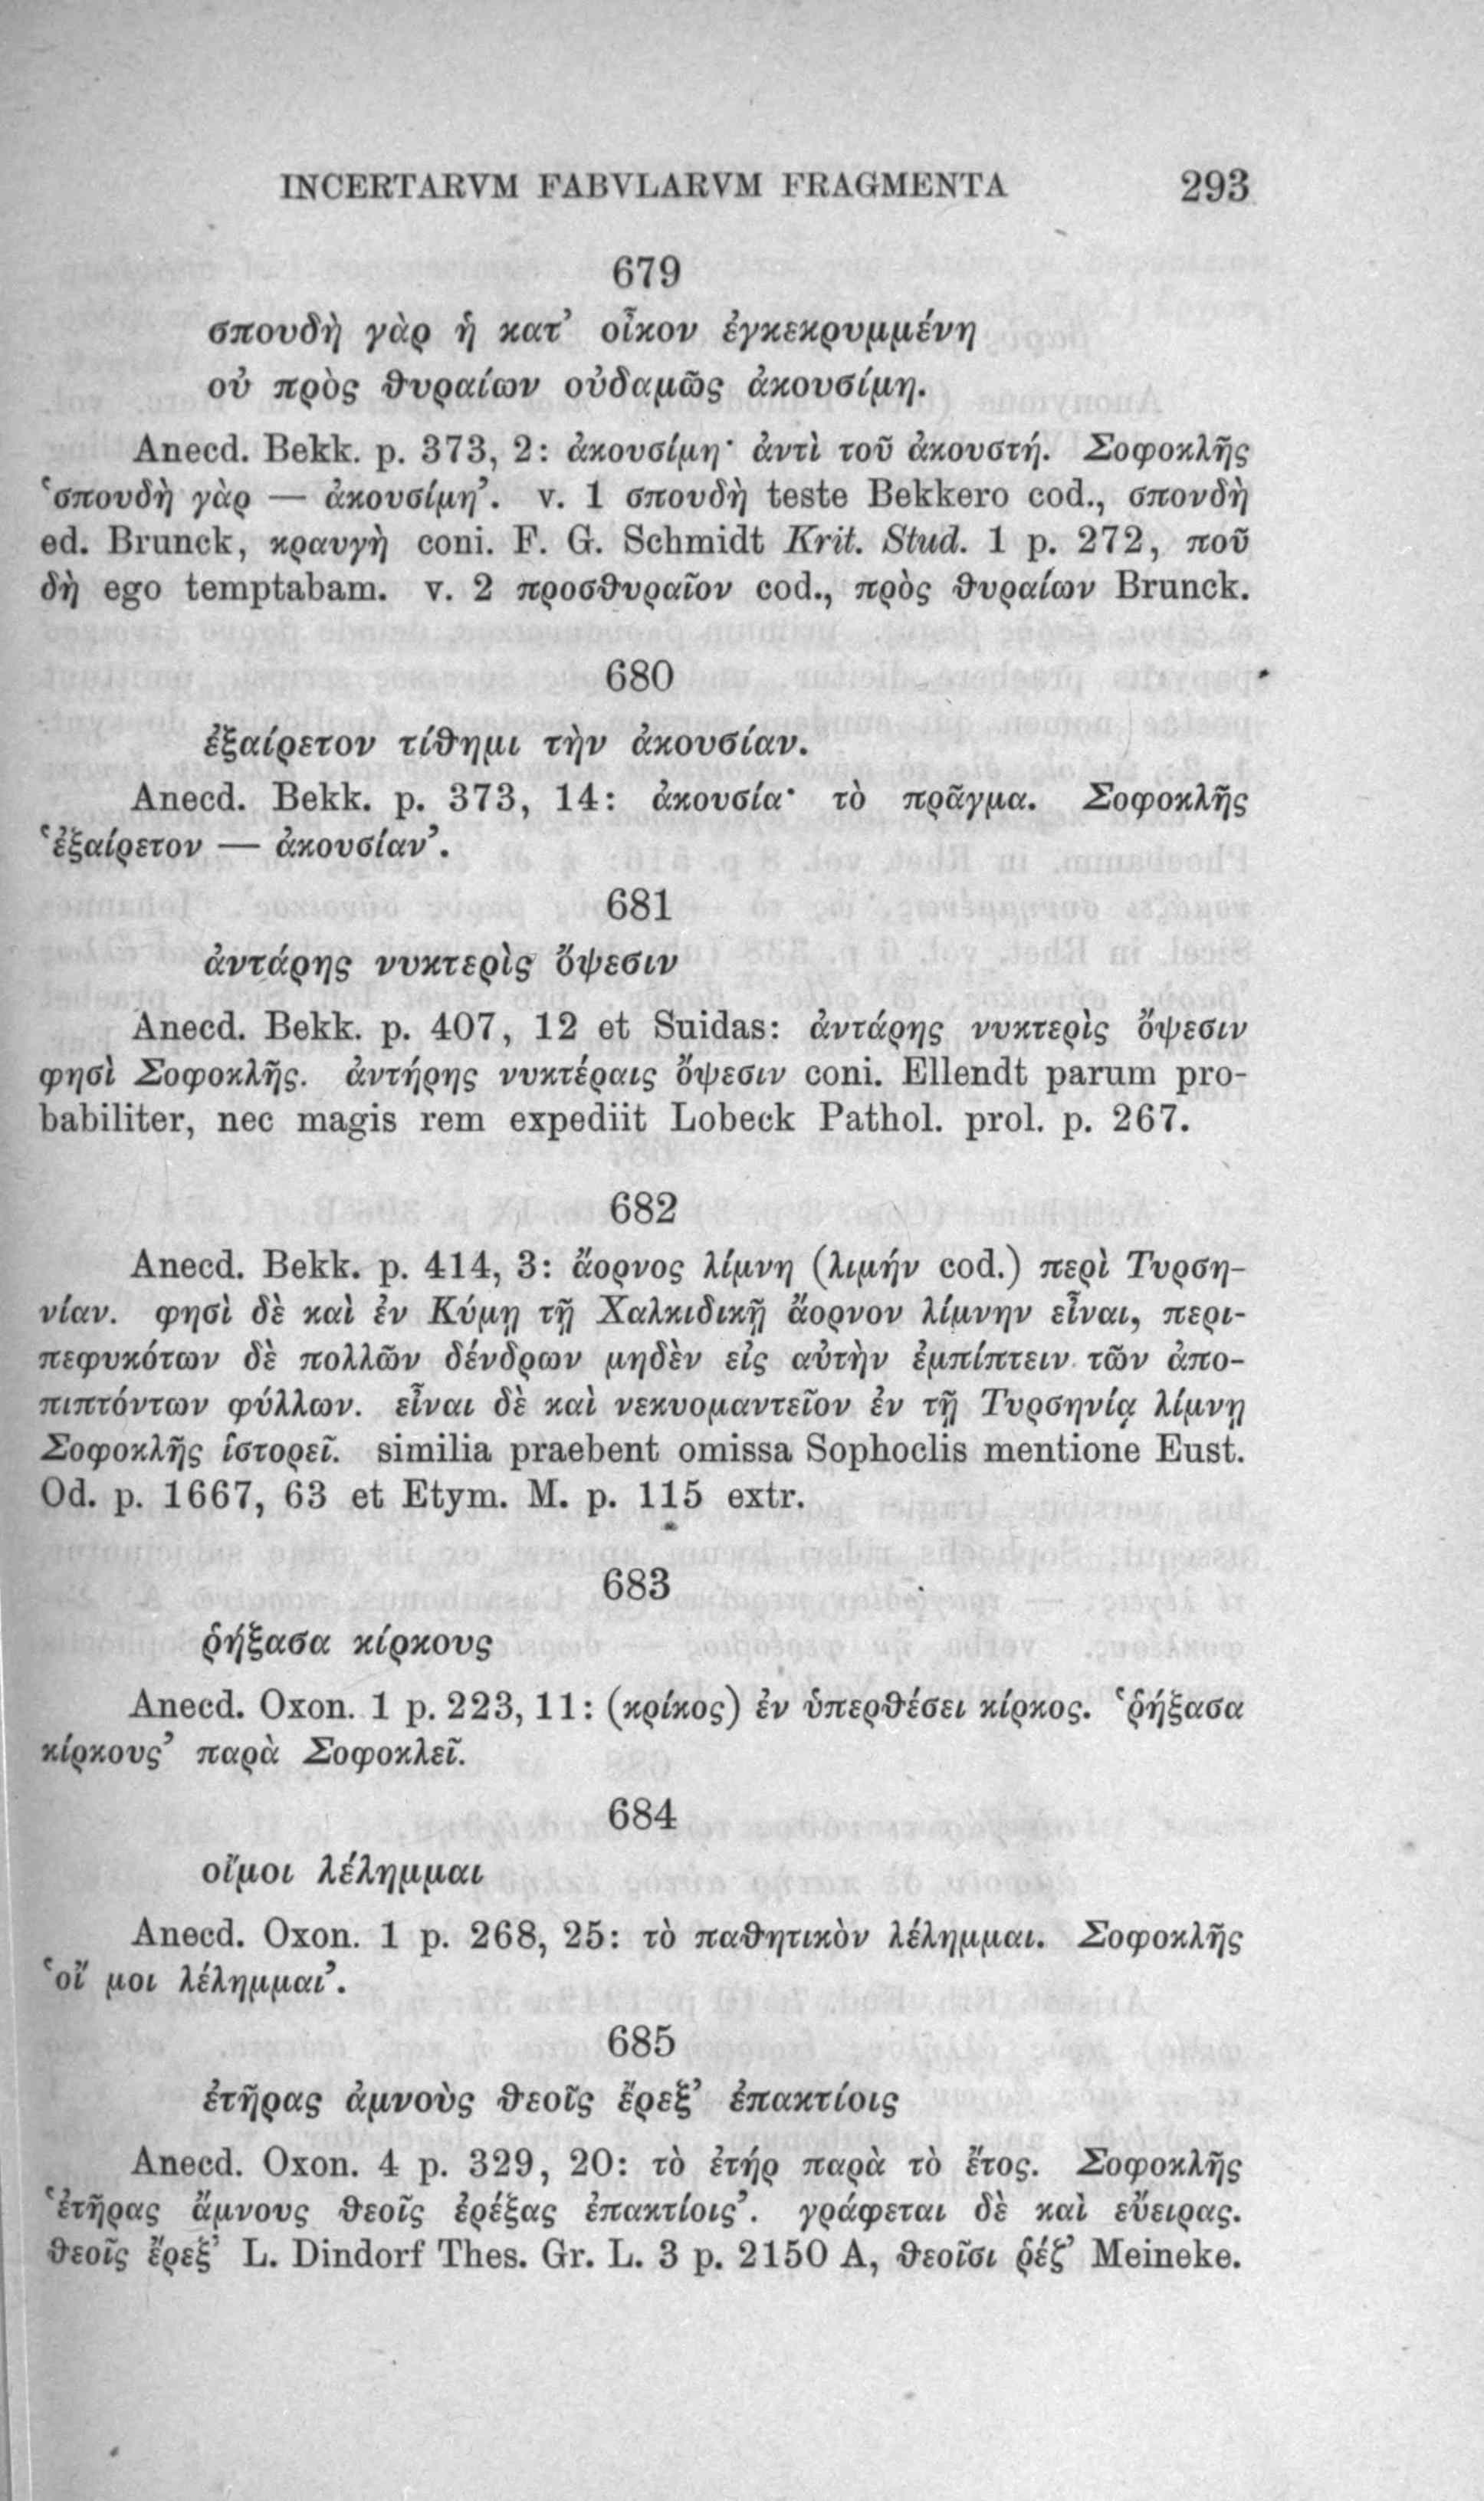 INCERTARVM FABVLARVM FRAGMENTA 293
679
σπουδὴ γὰρ ἡ κατ’ οἶκον ἐγκεκρυμμένη
οὐ πρὸς θυραίων οὐδαμῶς ἀκουσίμη.
Anecd. Bekk. p. 373, 2: ἀκουσίμη· ἀντὶ τοῦ ἀκουστή. Σοφοκλῆς
‘σπουδὴ γὰρ — ἀκουσίμη’. v. 1 σπουδὴ teste Bekkero cod., σπονδὴ
ed. Brunck, κραυγὴ coni. F. G. Schmidt Krit. Stud. 1 p. 272, ποῦ
δὴ ego temptabam. v. 2 προσθυραῖον cod., πρὸς θυραίων Brunck.
680
ἐξαίρετον τίθημι τὴν ἀκουσίαν.
Anecd. Bekk. p. 373, 14: ἀκουσία· τὸ πρᾶγμα. Σοφοκλῆς
‘ἐξαίρετον — ἀκουσίαν’.
681
ἀντάρης νυκτερὶς ὄψεσιν
Anecd. Bekk. p. 407, 12 et Suidas: ἀντάρης νυκτερὶς ὄψεσιν
φησὶ Σοφοκλῆς. ἀντήρης νυκτέραις ὄψεσιν coni. Ellendt parum pro-
babiliter, nec magis rem expediit Lobeck Pathol. prol. p. 267.
682
Anecd. Bekk. p. 414, 3: ἄορνος λίμνη (λιμήν cod.) περὶ Τυρση-
νίαν. φησὶ δὲ καὶ ἐν Κύμῃ τῇ Χαλκιδικῇ ἄορνον λίμνην εἶναι, περι-
πεφυκότων δὲ πολλῶν δένδρων μηδὲν εἰς αὐτὴν ἐμπίπτειν τῶν ἀπο-
πιπτόντων φύλλων. εἶναι δὲ καὶ νεκυομαντεῖον ἐν τῇ Τυρσηνίᾳ λίμνῃ
Σοφοκλῆς ἱστορεῖ. similia praebent omissa Sophoclis mentione Eust.
Od. p. 1667, 63 et Etym. M. p. 115 extr.
683
ῥήξασα κίρκους
Anecd. Oxon. 1 p. 223, 11: (κρίκος) ἐν ὑπερθέσει κίρκος. ‘ῥήξασα
κίρκους’ παρὰ Σοφοκλεῖ.
684
οἴμοι λέλημμαι
Anecd. Oxon. 1 p. 268, 25: τὸ παθητικὸν λέλημμαι. Σοφοκλῆς
‘οἴ μοι λέλημμαι’.
685
ἐτῆρας ἀμνοὺς θεοῖς ἔρεξ’ ἐπακτίοις
Anecd. Oxon. 4 p. 329, 20: τὸ ἐτήρ παρὰ τὸ ἔτος. Σοφοκλῆς
‘ἐτῆρας ἄμνους θεοῖς ἐρέξας ἐπακτίοις’. γράφεται δὲ καὶ εὔειρας.
θεοῖς ἔρεξ’ L. Dindorf Thes. Gr. L. 3 p. 2150 A, θεοῖσι ῥέζ’ Meineke.